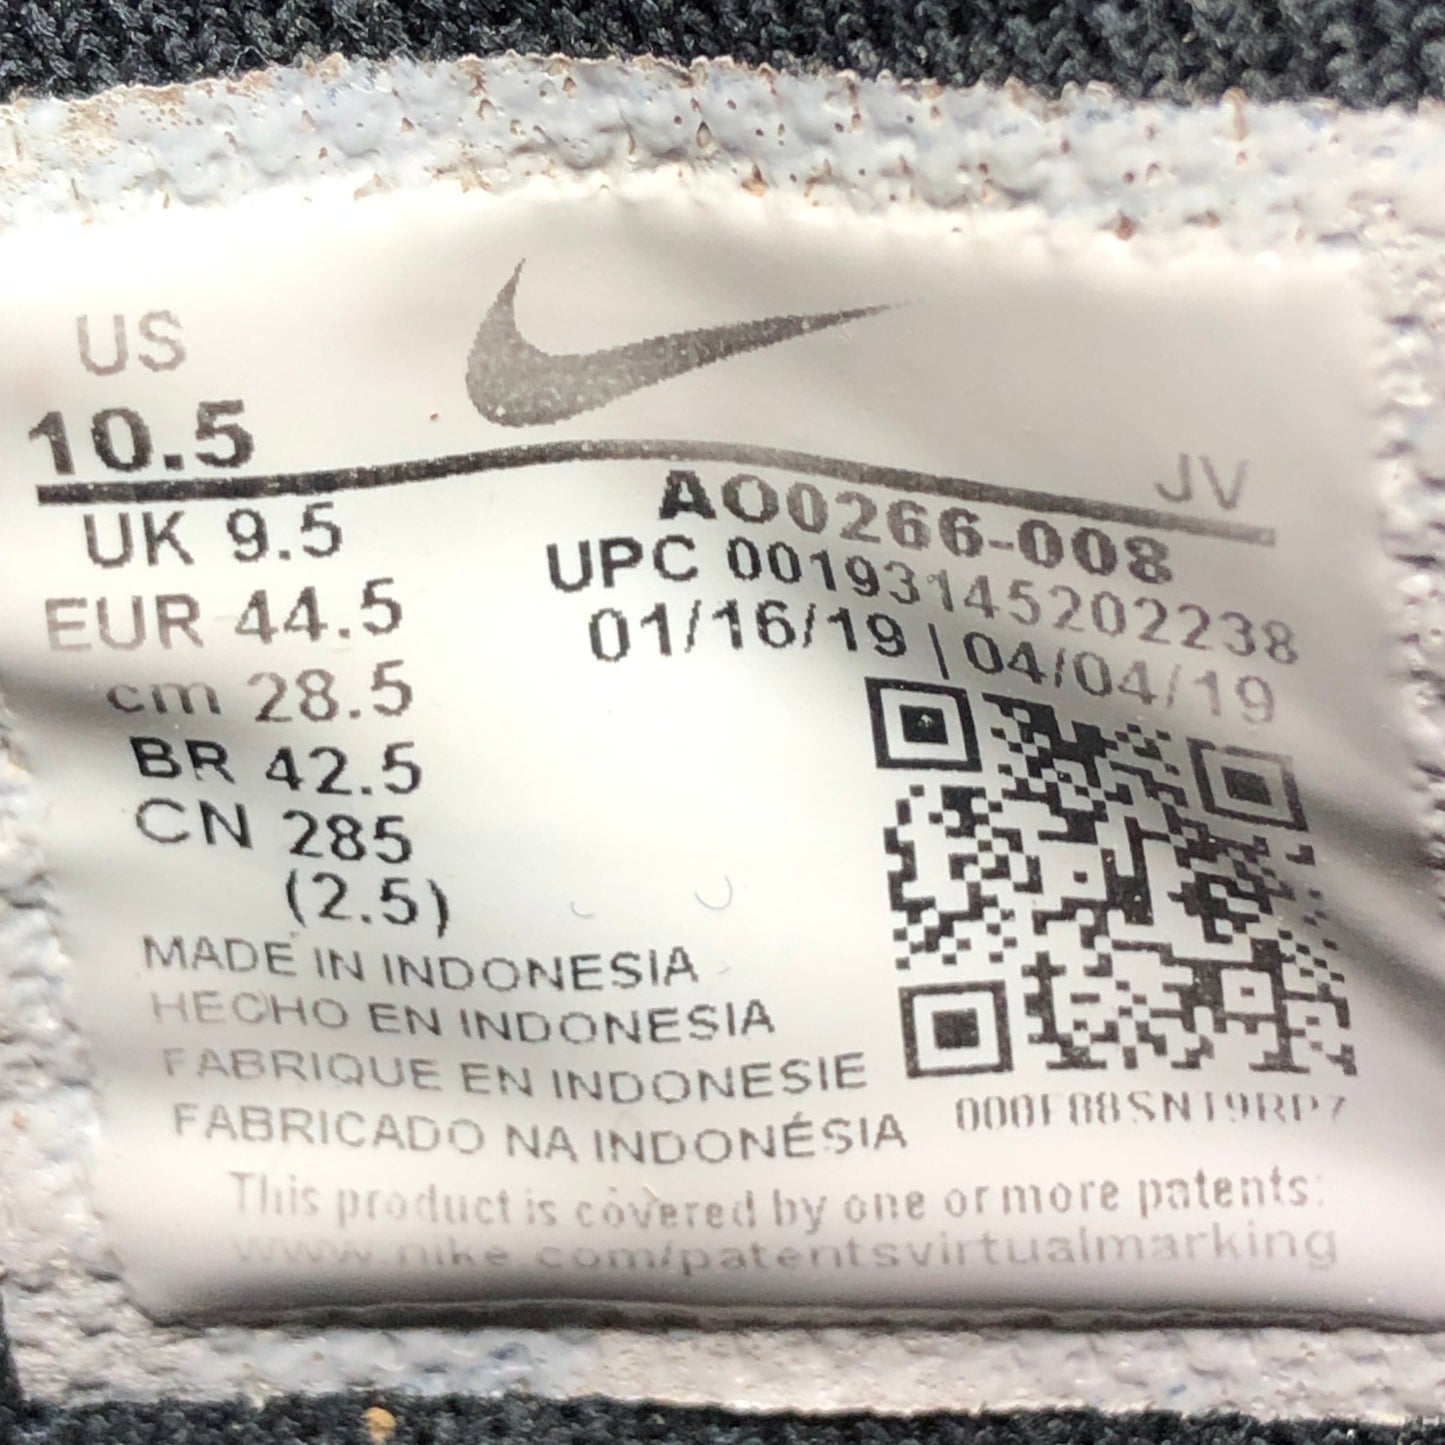 US
10.5
JV
UK 9.5
EUR 44.5
cm 28.5
BR 42.5
CN 285
(2.5)
AO0266-008
UPC 00193145202238
01/16/19 | 04/04/19
MADE IN INDONESIA
HECHO EN INDONESIA
FABRIQUE EN INDONESIE
FABRICADO NA INDONÉSIA
This product is covered by one or more patents:
www.nike.com/patentsvirtualmarking